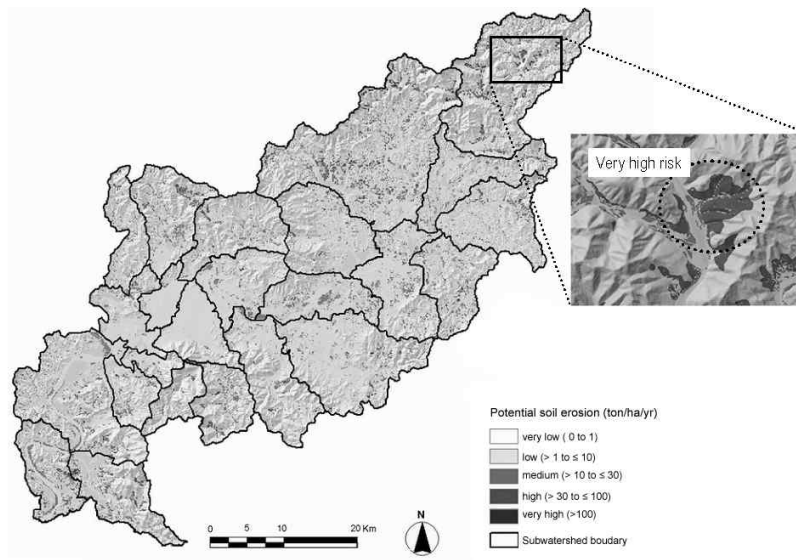 Very high risk
Potential soil erosion (ton/ha/yr)
very low ( 0 to 1)
low (> 1 to ≤ 10)
medium (> 10 to ≤ 30)
high (> 30 to ≤ 100)
very high (>100)
Subwatershed boudary
N
0 5 10 20 Km